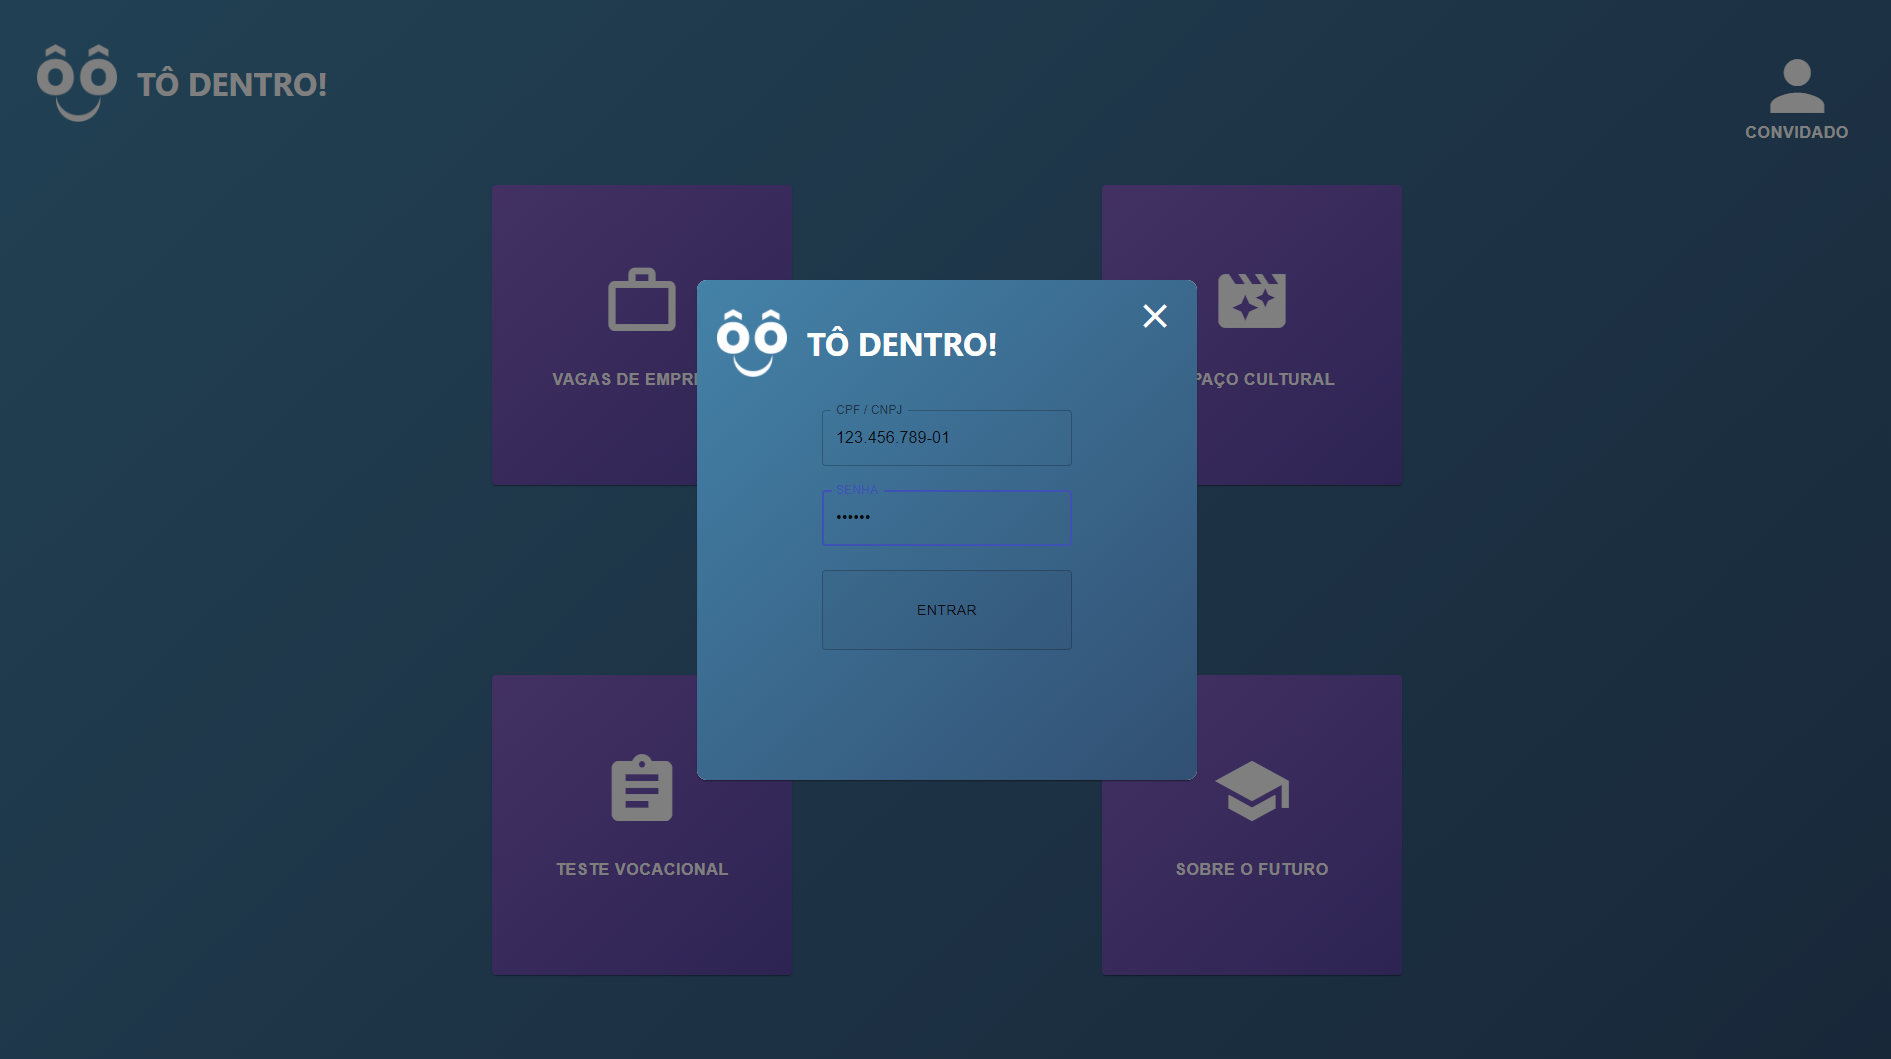 TÔ DENTRO!
CONVIDADO
VAGAS DE EMPRE
PAÇO CULTURAL
TÔ DENTRO!
CPF / CNPJ
123.456.789-01
SENHA
••••••
ENTRAR
TESTE VOCACIONAL
SOBRE O FUTURO